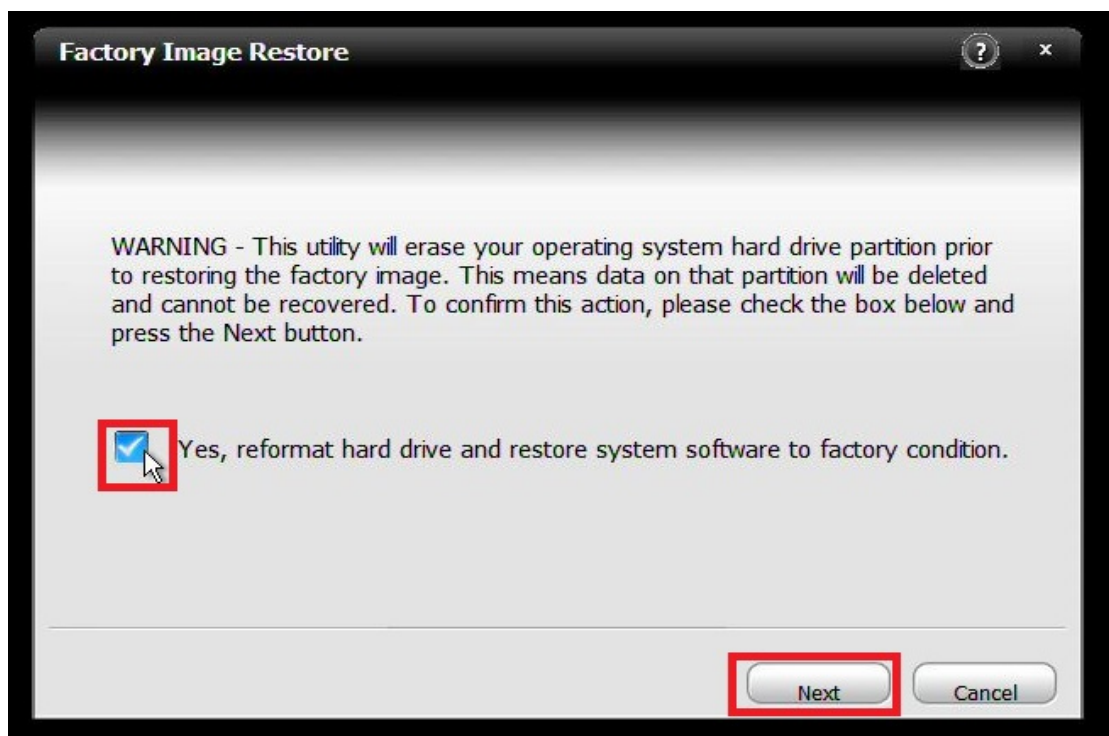 Factory Image Restore
? x
WARNING - This utility will erase your operating system hard drive partition prior
to restoring the factory image. This means data on that partition will be deleted
and cannot be recovered. To confirm this action, please check the box below and
press the Next button.
Yes, reformat hard drive and restore system software to factory condition.
Next Cancel